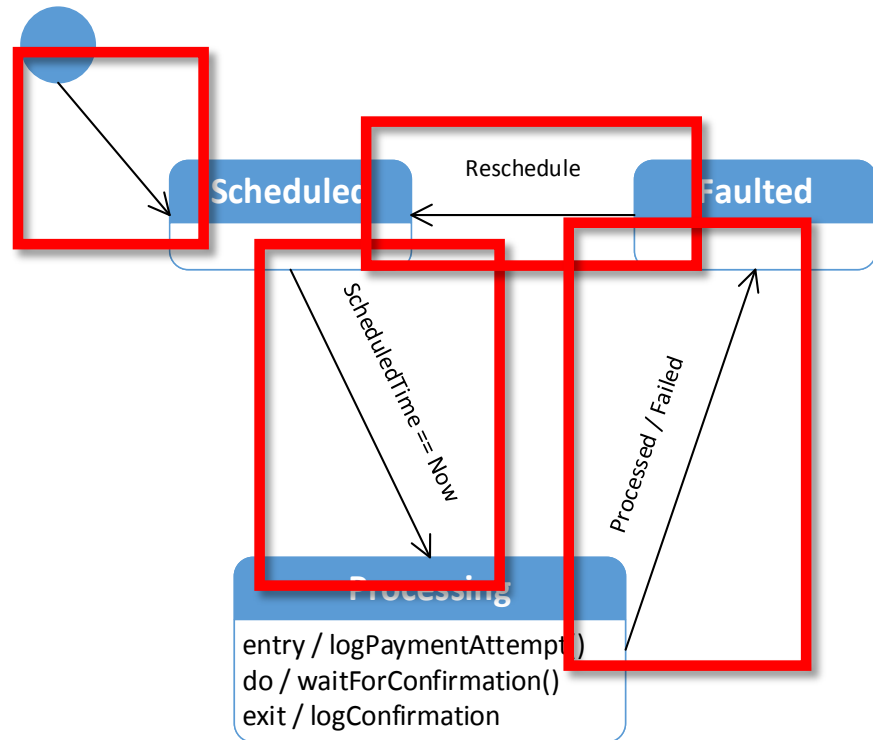 Reschedule
Scheduled
Faulted
ScheduledTime == Now
Processed / Failed
Processing
entry / logPaymentAttempt()
do / waitForConfirmation()
exit / logConfirmation